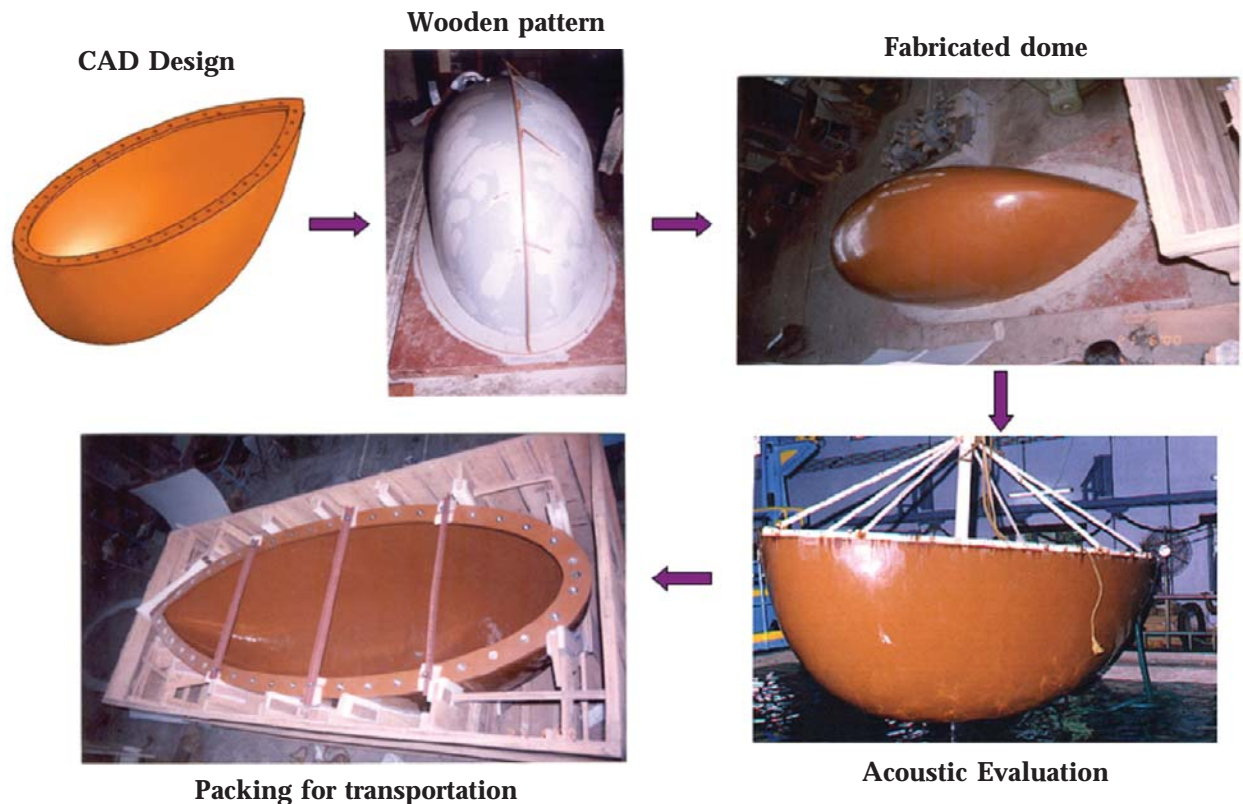 CAD Design
Wooden pattern
Fabricated dome
Acoustic Evaluation
Packing for transportation